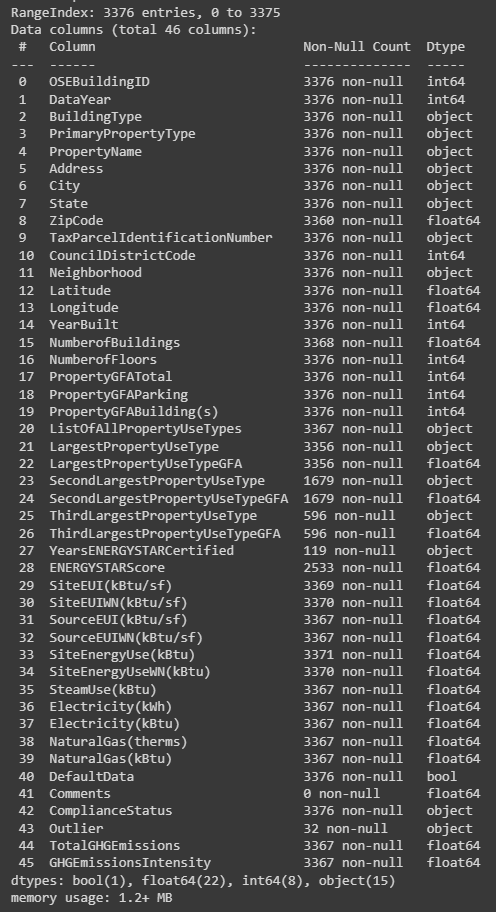 RangeIndex: 3376 entries, 0 to 3375
Data columns (total 46 columns):
 #   Column                           Non-Null Count  Dtype
---  ------                           --------------  -----
 0   OSEBuildingID                    3376 non-null   int64
 1   DataYear                         3376 non-null   int64
 2   BuildingType                     3376 non-null   object
 3   PrimaryPropertyType              3376 non-null   object
 4   PropertyName                     3376 non-null   object
 5   Address                          3376 non-null   object
 6   City                             3376 non-null   object
 7   State                            3376 non-null   object
 8   ZipCode                          3360 non-null   float64
 9   TaxParcelIdentificationNumber    3376 non-null   object
 10  CouncilDistrictCode              3376 non-null   int64
 11  Neighborhood                     3376 non-null   object
 12  Latitude                         3376 non-null   float64
 13  Longitude                        3376 non-null   float64
 14  YearBuilt                        3376 non-null   int64
 15  NumberofBuildings                3368 non-null   float64
 16  NumberofFloors                   3376 non-null   int64
 17  PropertyGFATotal                 3376 non-null   int64
 18  PropertyGFAParking               3376 non-null   int64
 19  PropertyGFABuilding(s)           3376 non-null   int64
 20  ListOfAllPropertyUseTypes        3367 non-null   object
 21  LargestPropertyUseType           3356 non-null   object
 22  LargestPropertyUseTypeGFA        3356 non-null   float64
 23  SecondLargestPropertyUseType     1679 non-null   object
 24  SecondLargestPropertyUseTypeGFA  1679 non-null   float64
 25  ThirdLargestPropertyUseType      596 non-null    object
 26  ThirdLargestPropertyUseTypeGFA   596 non-null    float64
 27  YearsENERGYSTARCertified         119 non-null    object
 28  ENERGYSTARScore                  2533 non-null   float64
 29  SiteEUI(kBtu/sf)                 3369 non-null   float64
 30  SiteEUIWN(kBtu/sf)               3370 non-null   float64
 31  SourceEUI(kBtu/sf)               3367 non-null   float64
 32  SourceEUIWN(kBtu/sf)             3367 non-null   float64
 33  SiteEnergyUse(kBtu)              3371 non-null   float64
 34  SiteEnergyUseWN(kBtu)            3370 non-null   float64
 35  SteamUse(kBtu)                   3367 non-null   float64
 36  Electricity(kWh)                 3367 non-null   float64
 37  Electricity(kBtu)                3367 non-null   float64
 38  NaturalGas(therms)               3367 non-null   float64
 39  NaturalGas(kBtu)                 3367 non-null   float64
 40  DefaultData                      3376 non-null   bool
 41  Comments                         0 non-null      float64
 42  ComplianceStatus                 3376 non-null   object
 43  Outlier                          32 non-null     object
 44  TotalGHGEmissions                3367 non-null   float64
 45  GHGEmissionsIntensity            3367 non-null   float64
dtypes: bool(1), float64(22), int64(8), object(15)
memory usage: 1.2+ MB